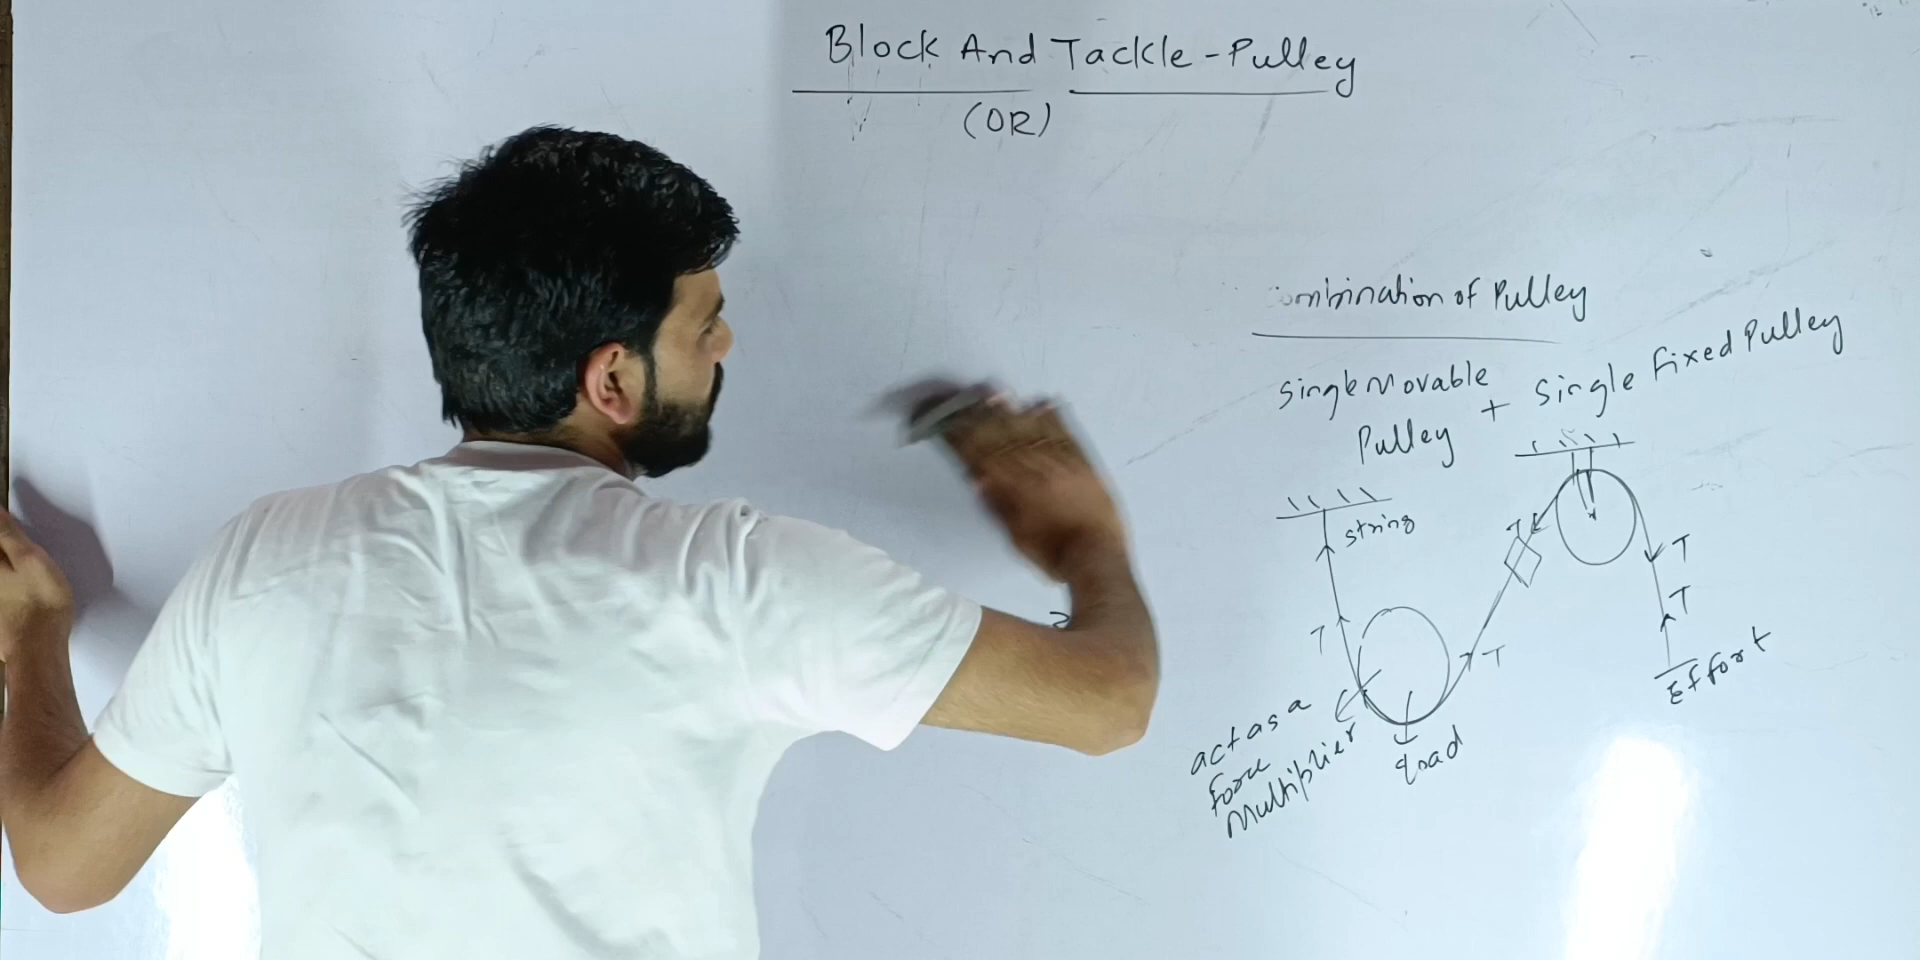 Block And Tackle - Pulley
(OR)
ombination of Pulley
Single Movable Pulley + Single Fixed Pulley
string
T
T
T
T
T
Effort
act as a
force
Multiplier
Load